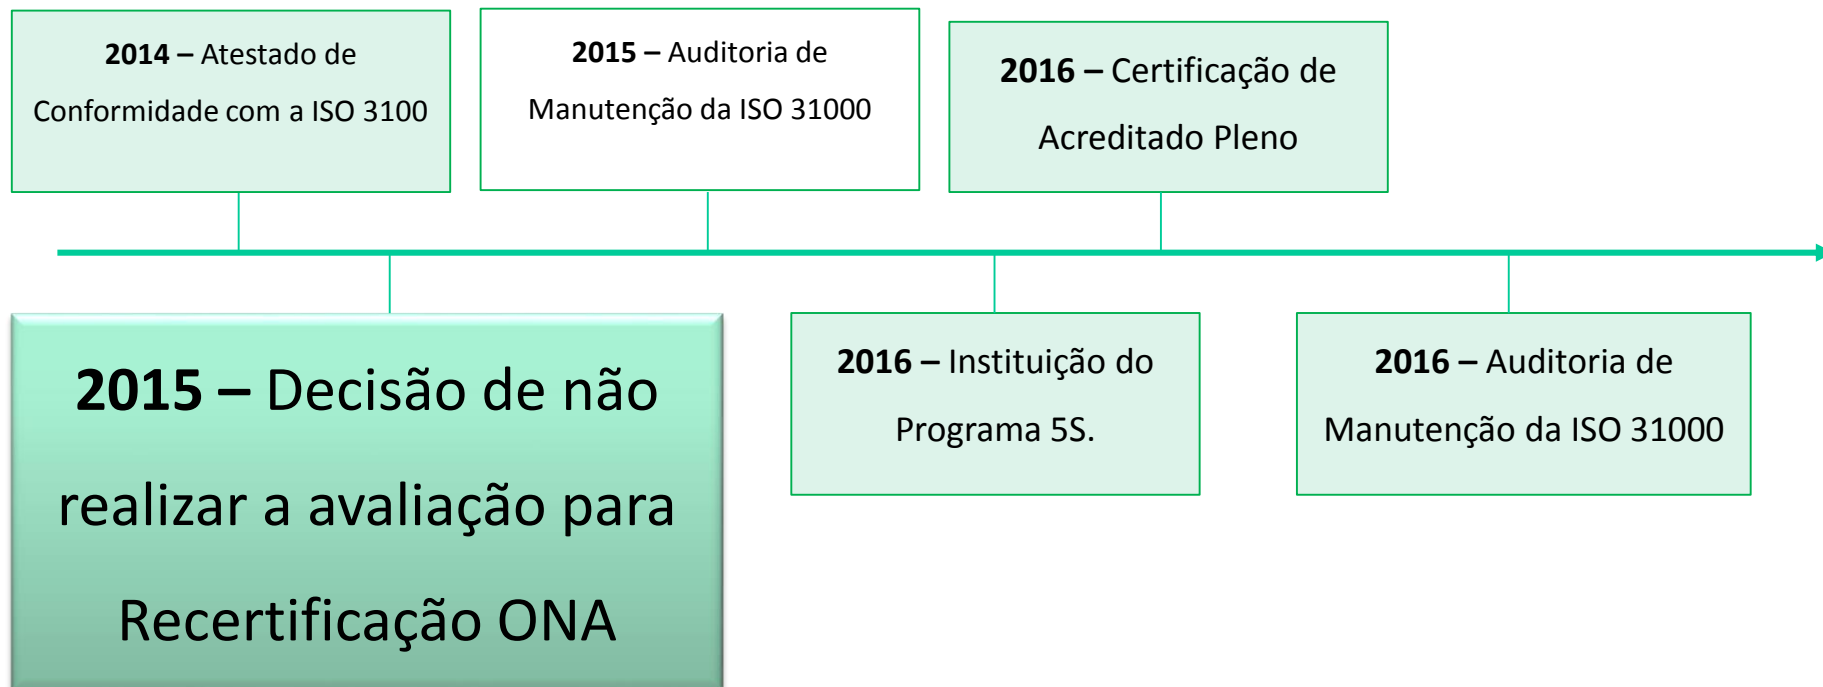 2014 – Atestado de
Conformidade com a ISO 3100
2015 – Auditoria de
Manutenção da ISO 31000
2016 – Certificação de
Acreditado Pleno
2015 – Decisão de não
realizar a avaliação para
Recertificação ONA
2016 – Instituição do
Programa 5S.
2016 – Auditoria de
Manutenção da ISO 31000